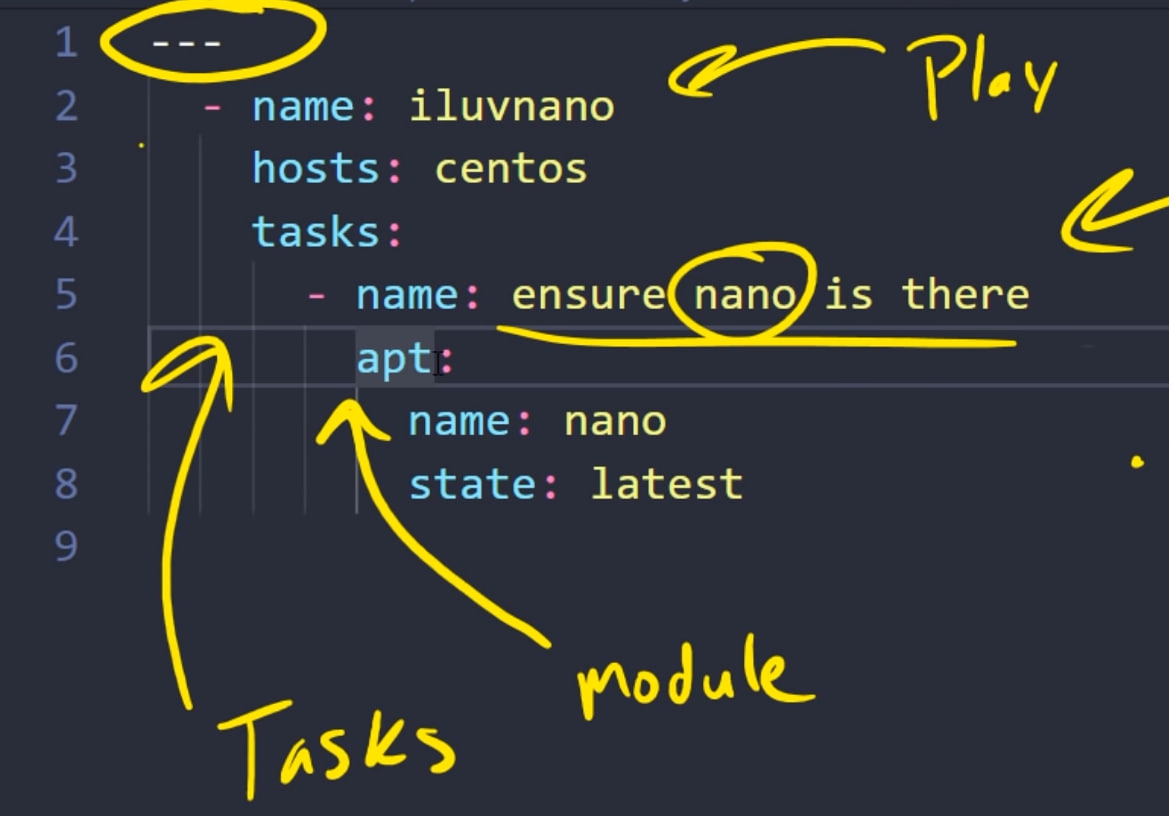 1 ---
Play
2 - name: iluvnano
3 hosts: centos
4 tasks:
5 - name: ensure nano is there
6 apt:
7 name: nano
8 state: latest
9
module
Tasks